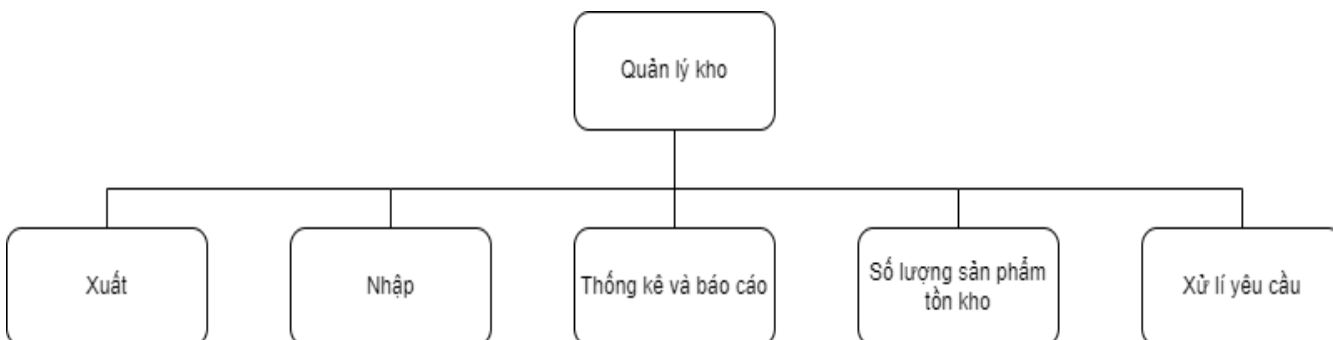 Quản lý kho
Xuất
Nhập
Thống kê và báo cáo
Số lượng sản phẩm
tồn kho
Xử lí yêu cầu